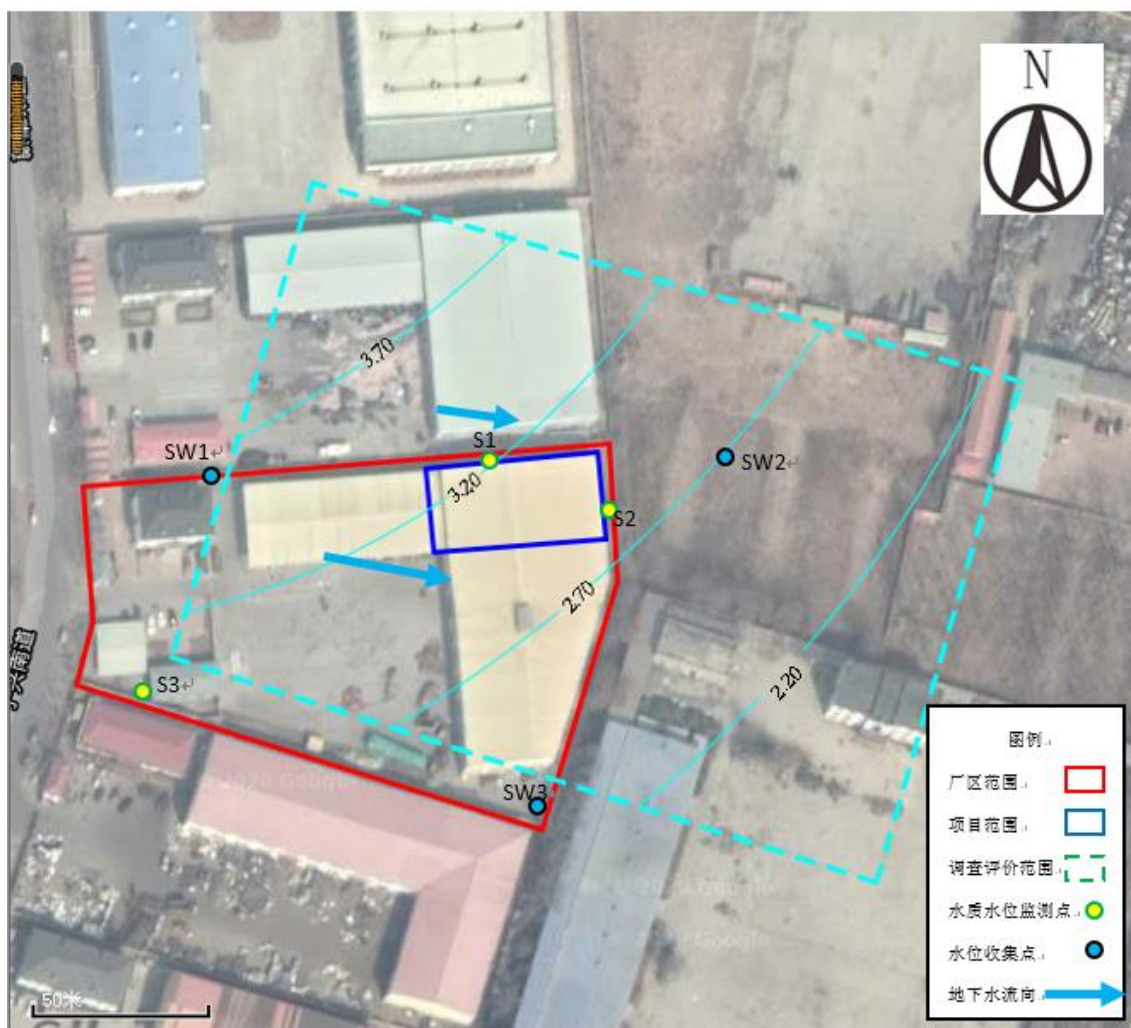 N
3.70
S1
SW1
SW2
3.20
S2
2.70
S3
2.20
SW3
图例
厂区范围
项目范围
调查评价范围
水质水位监测点
水位收集点
地下水流向
50米
Google